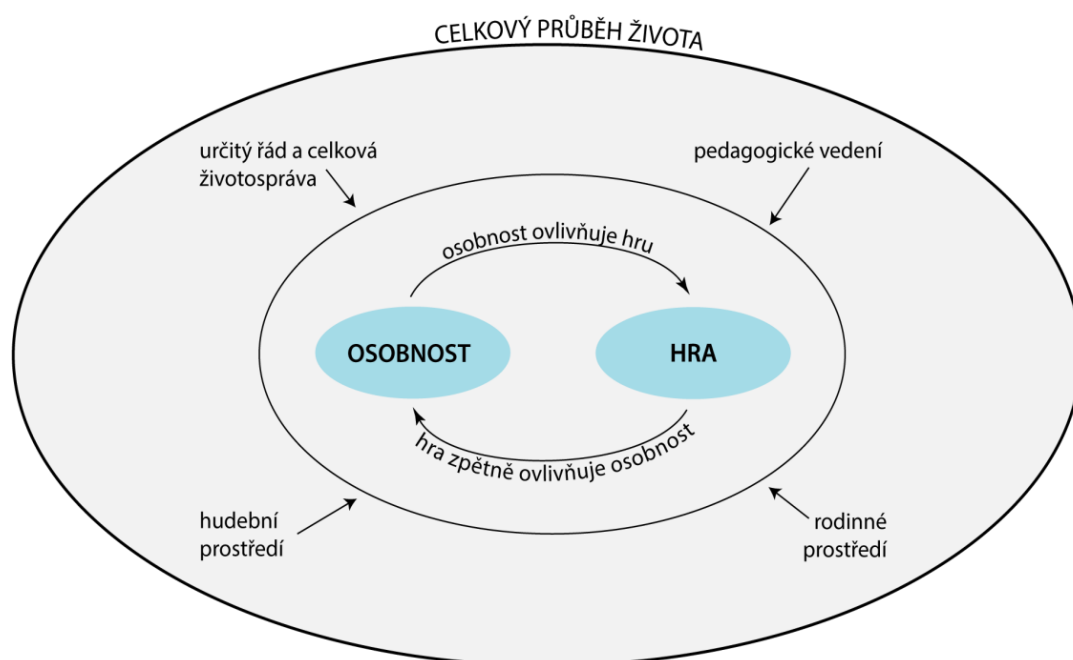 CELKOVÝ PRŮBĚH ŽIVOTA
určitý řád a celková
životospráva
pedagogické vedení
osobnost ovlivňuje hru
OSOBNOST
HRA
hra zpětně ovlivňuje osobnost
hudební
prostředí
rodinné
prostředí